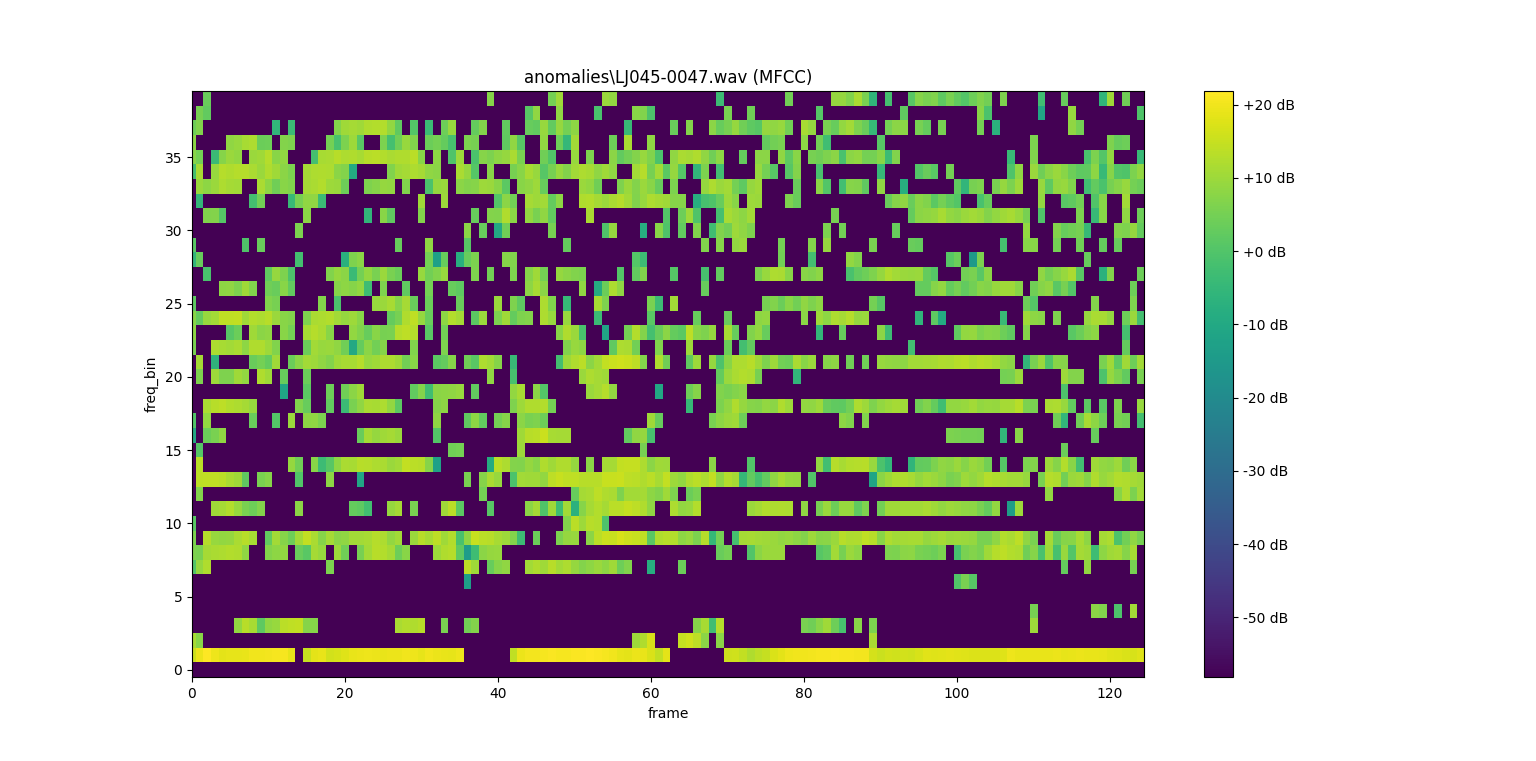 anomalies\LJ045-0047.wav (MFCC)
freq_bin
35
30
25
20
15
10
5
0
0 20 40 60 80 100 120
frame
+20 dB
+10 dB
+0 dB
-10 dB
-20 dB
-30 dB
-40 dB
-50 dB